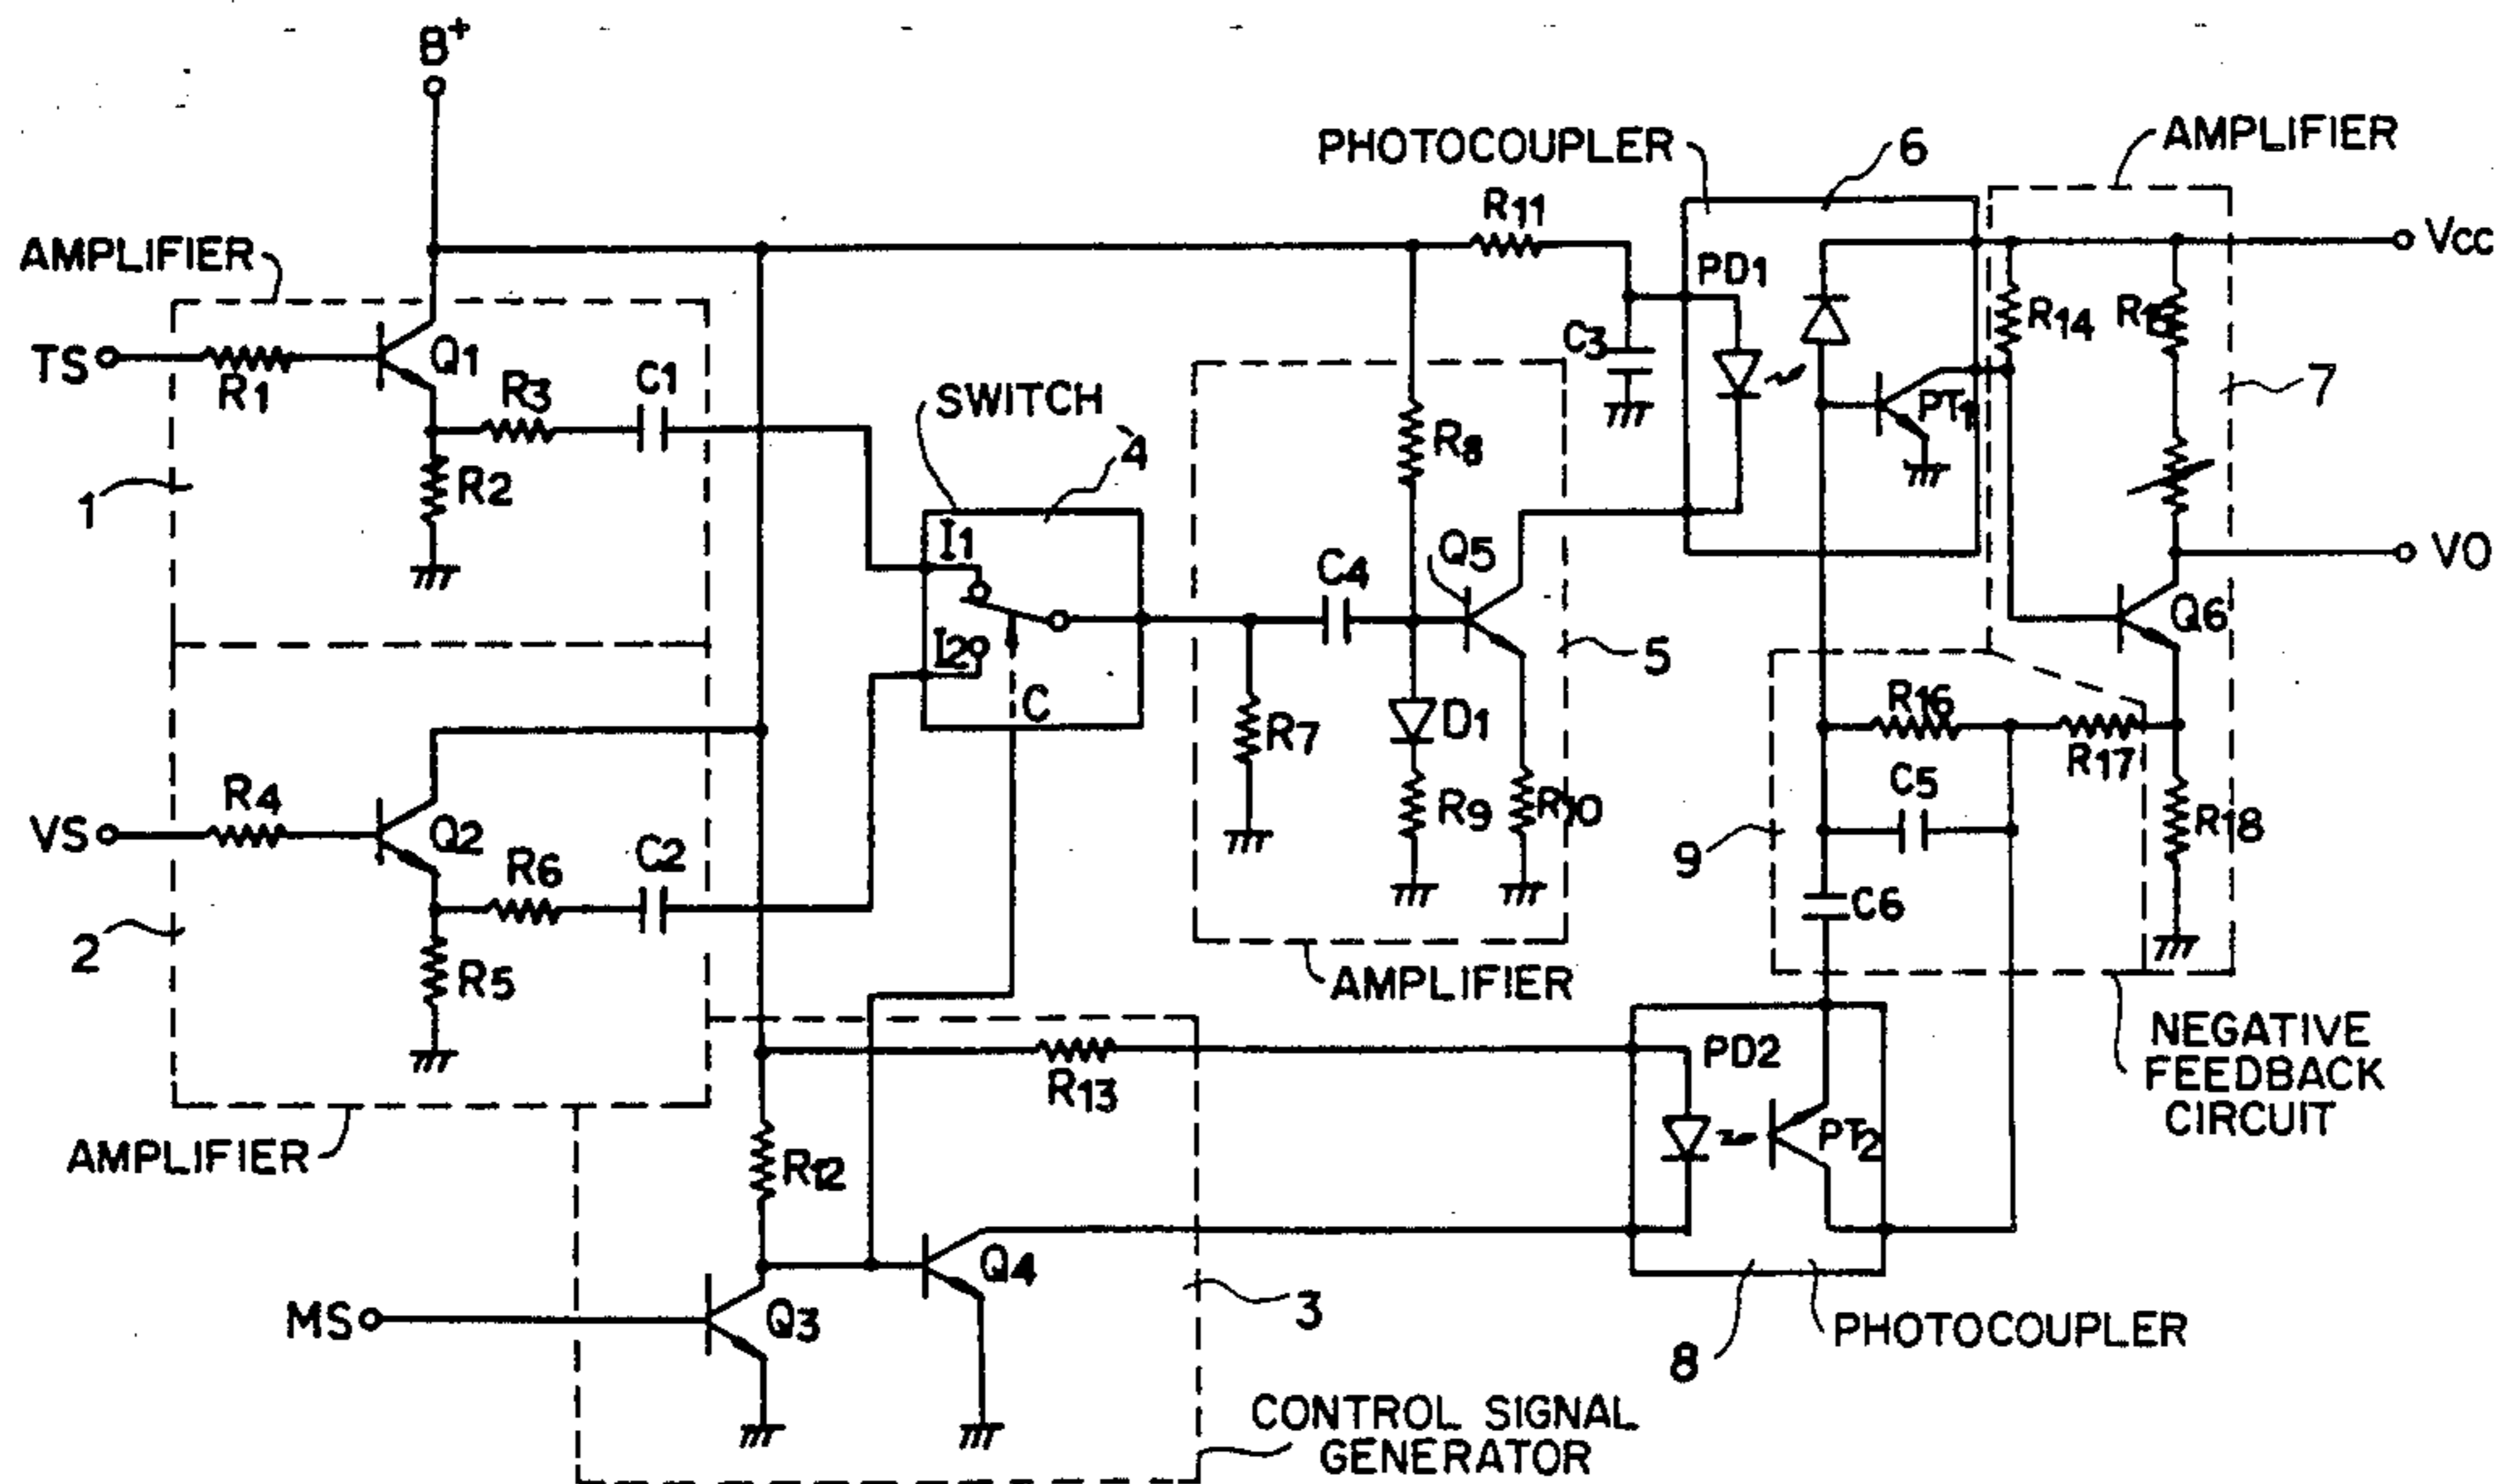 8+
PHOTOCOUPLER
6
AMPLIFIER
R11
Vcc
AMPLIFIER
PD1
R14
R15
TS
R1
Q1
R3
C1
C3
PT1
7
SWITCH
4
R8
1
R2
I1
C4
Q5
VO
I2
Q6
5
C
R7
D1
R16
R17
VS
R4
Q2
R6
C2
R9
R10
C5
R18
9
C6
2
R5
AMPLIFIER
R13
PD2
NEGATIVE
FEEDBACK
CIRCUIT
AMPLIFIER
R12
PT2
Q4
MS
Q3
3
8
PHOTOCOUPLER
CONTROL SIGNAL
GENERATOR